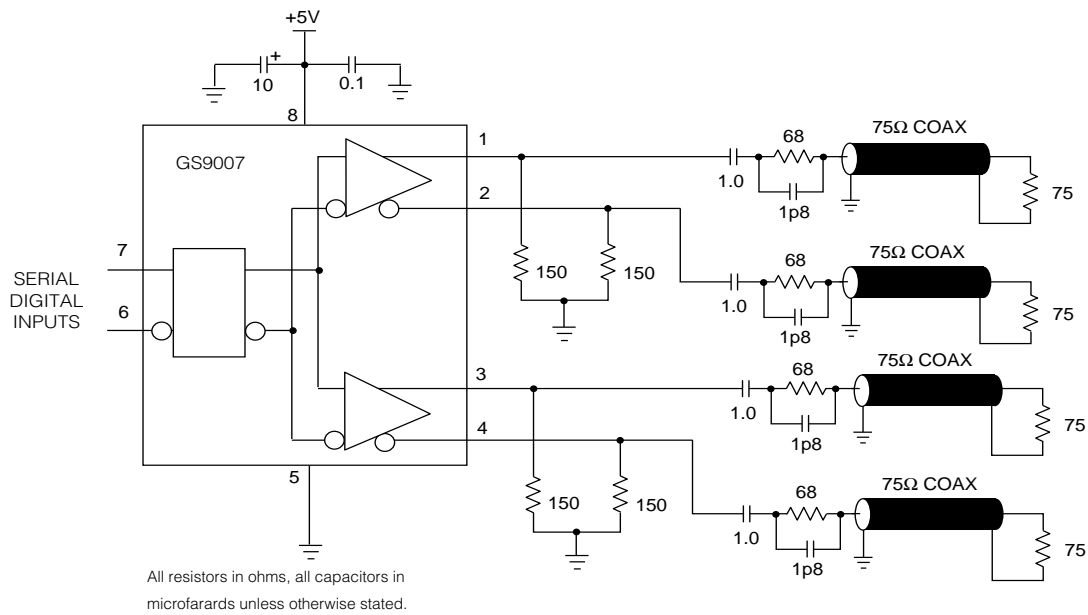 +5V
+
10
0.1
8
GS9007
1
2
7
6
SERIAL
DIGITAL
INPUTS
3
4
5
150
150
150
150
68
75Ω COAX
1.0
1p8
75
68
75Ω COAX
1.0
1p8
75
68
75Ω COAX
1.0
1p8
75
68
75Ω COAX
1.0
1p8
75
All resistors in ohms, all capacitors in
microfarards unless otherwise stated.